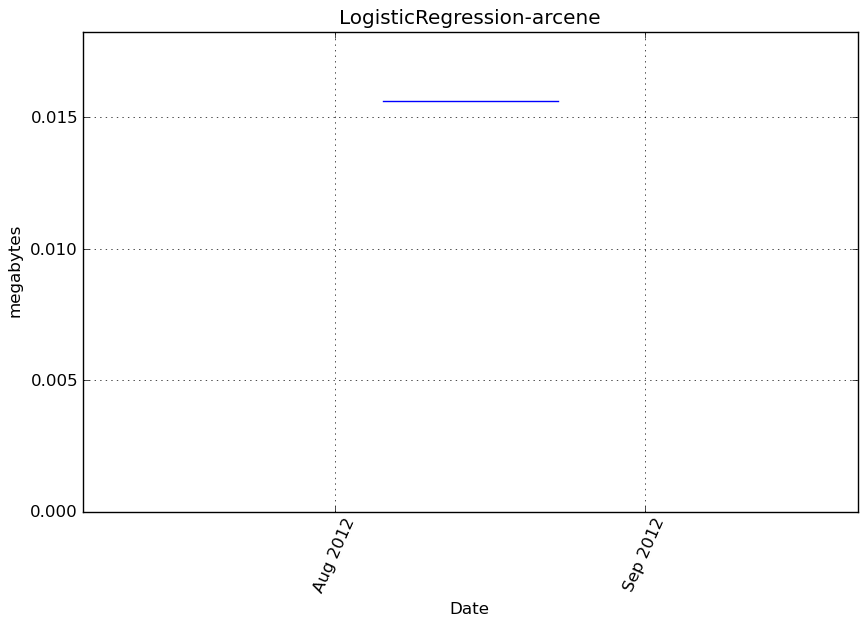 LogisticRegression-arcene
megabytes
0.015
0.010
0.005
0.000
Aug 2012
Sep 2012
Date